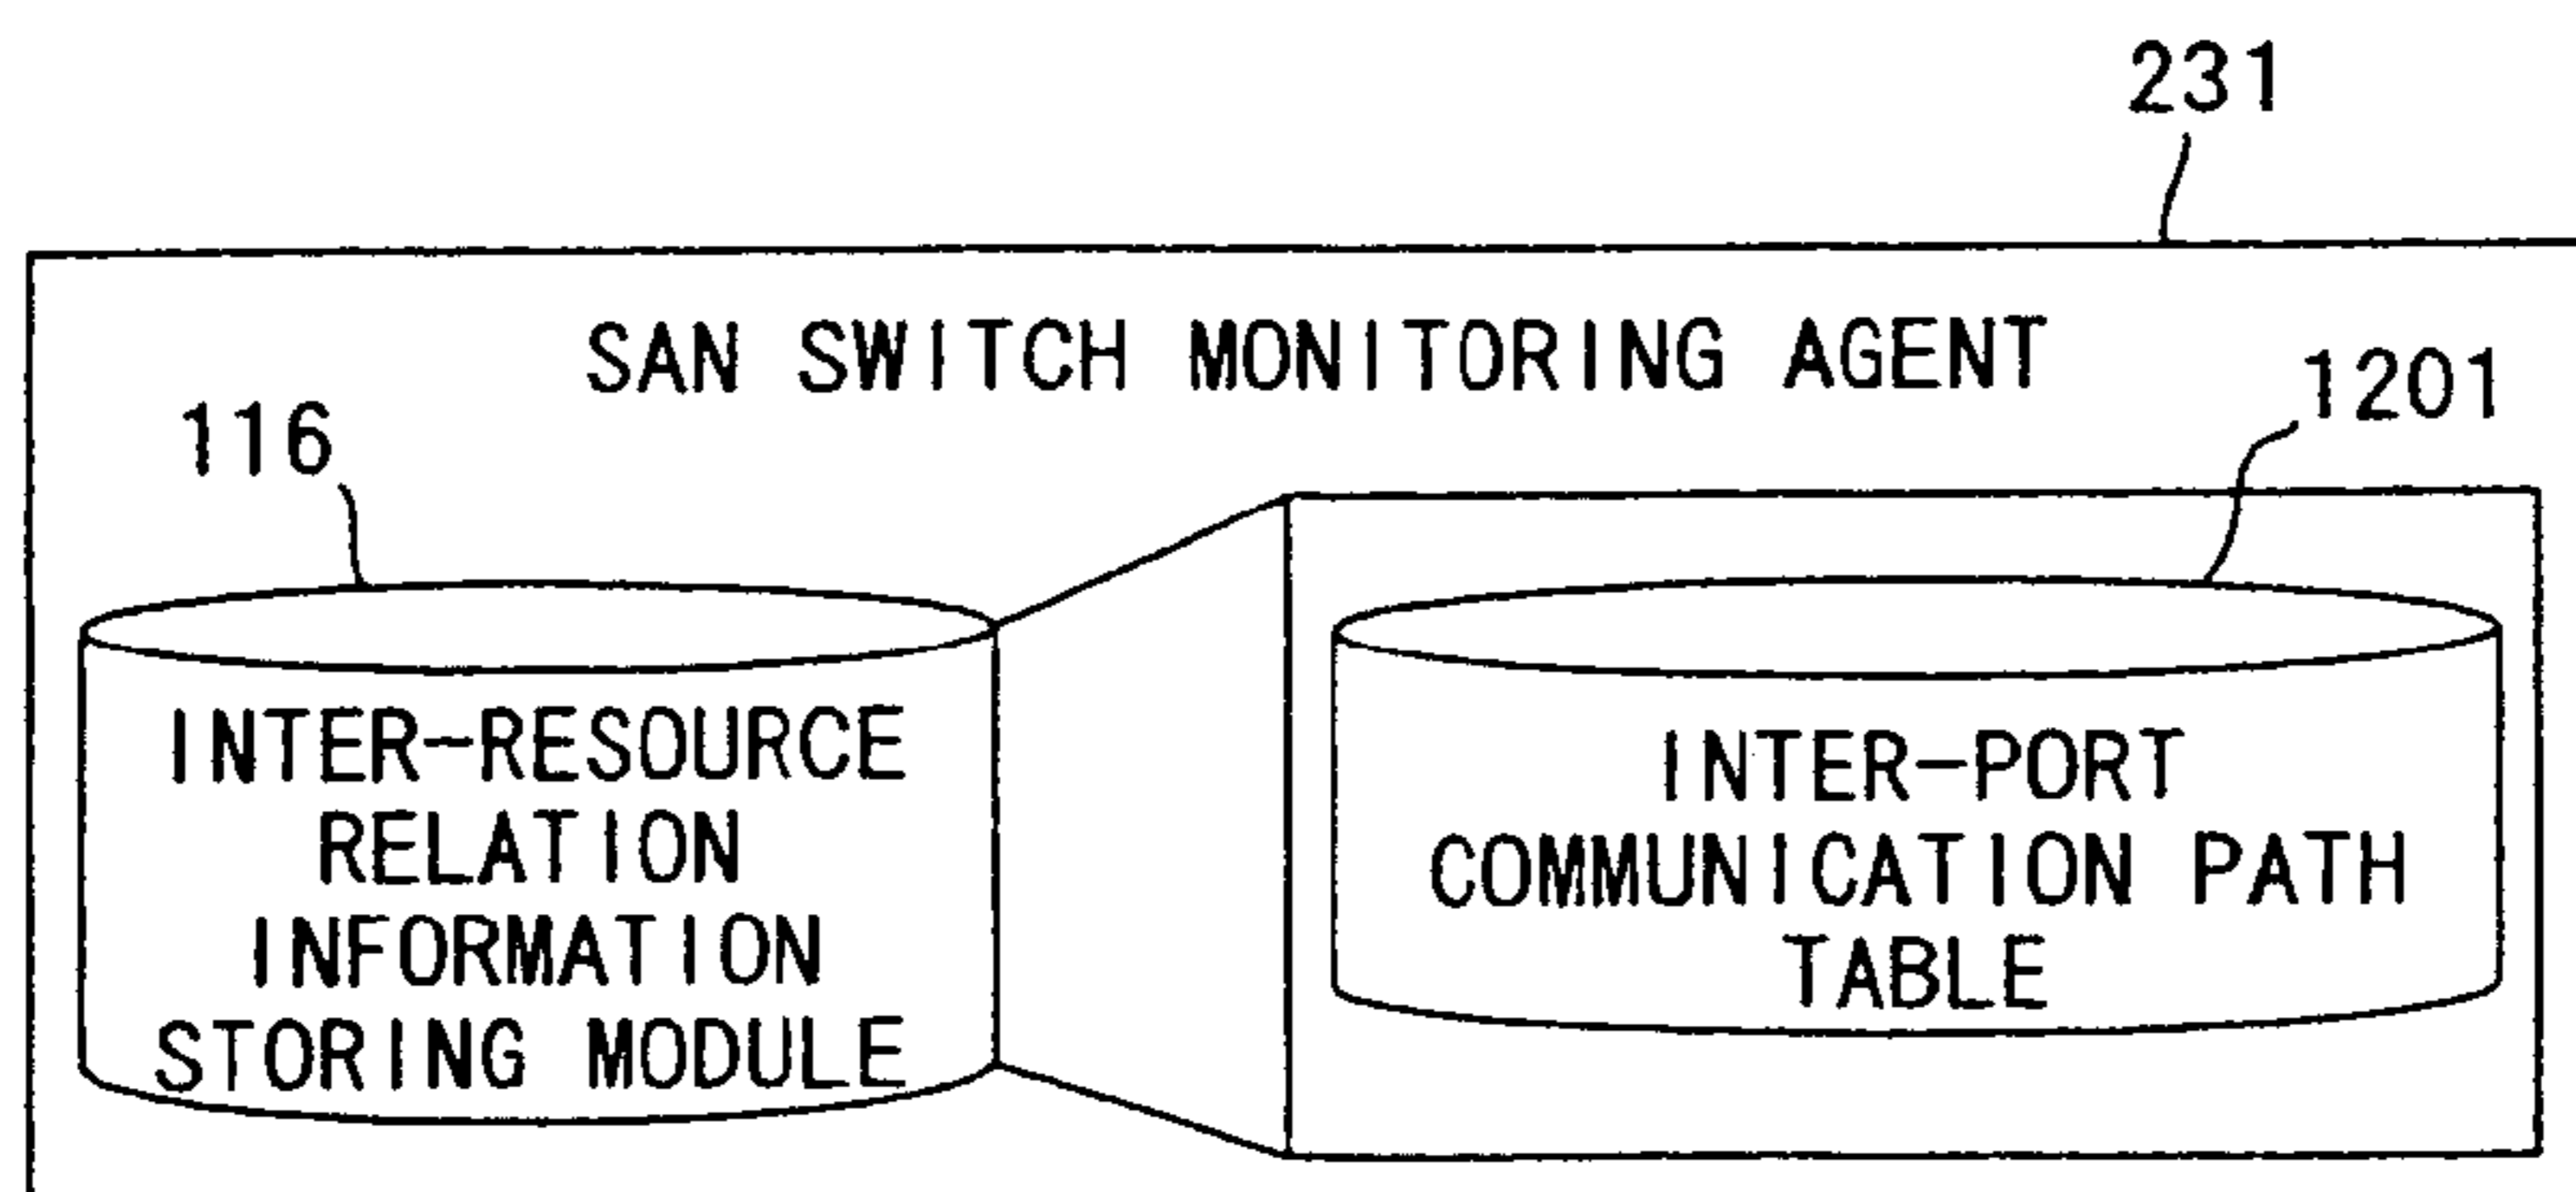 231
SAN SWITCH MONITORING AGENT
116
1201
INTER-RESOURCE
RELATION
INFORMATION
STORING MODULE
INTER-PORT
COMMUNICATION PATH
TABLE